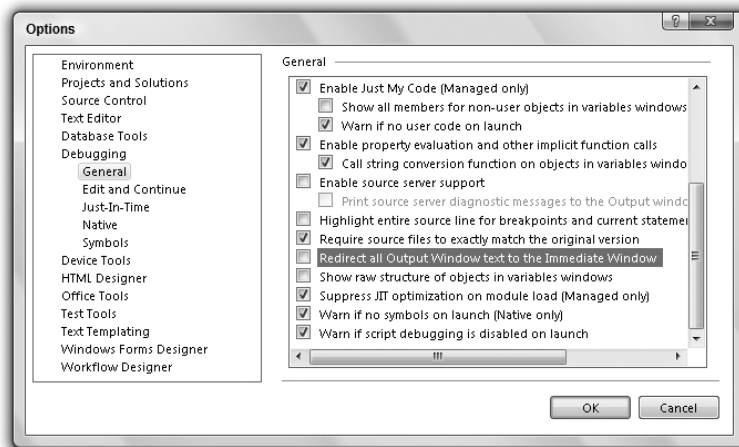 Options
Environment
Projects and Solutions
Source Control
Text Editor
Database Tools
Debugging
General
Edit and Continue
Just-In-Time
Native
Symbols
Device Tools
HTML Designer
Office Tools
Test Tools
Text Templating
Windows Forms Designer
Workflow Designer
General
Enable Just My Code (Managed only)
Show all members for non-user objects in variables windows
Warn if no user code on launch
Enable property evaluation and other implicit function calls
Call string conversion function on objects in variables windo
Enable source server support
Print source server diagnostic messages to the Output windc
Highlight entire source line for breakpoints and current statemer
Require source files to exactly match the original version
Redirect all Output Window text to the Immediate Window
Show raw structure of objects in variables windows
Suppress JIT optimization on module load (Managed only)
Warn if no symbols on launch (Native only)
Warn if script debugging is disabled on launch
OK
Cancel